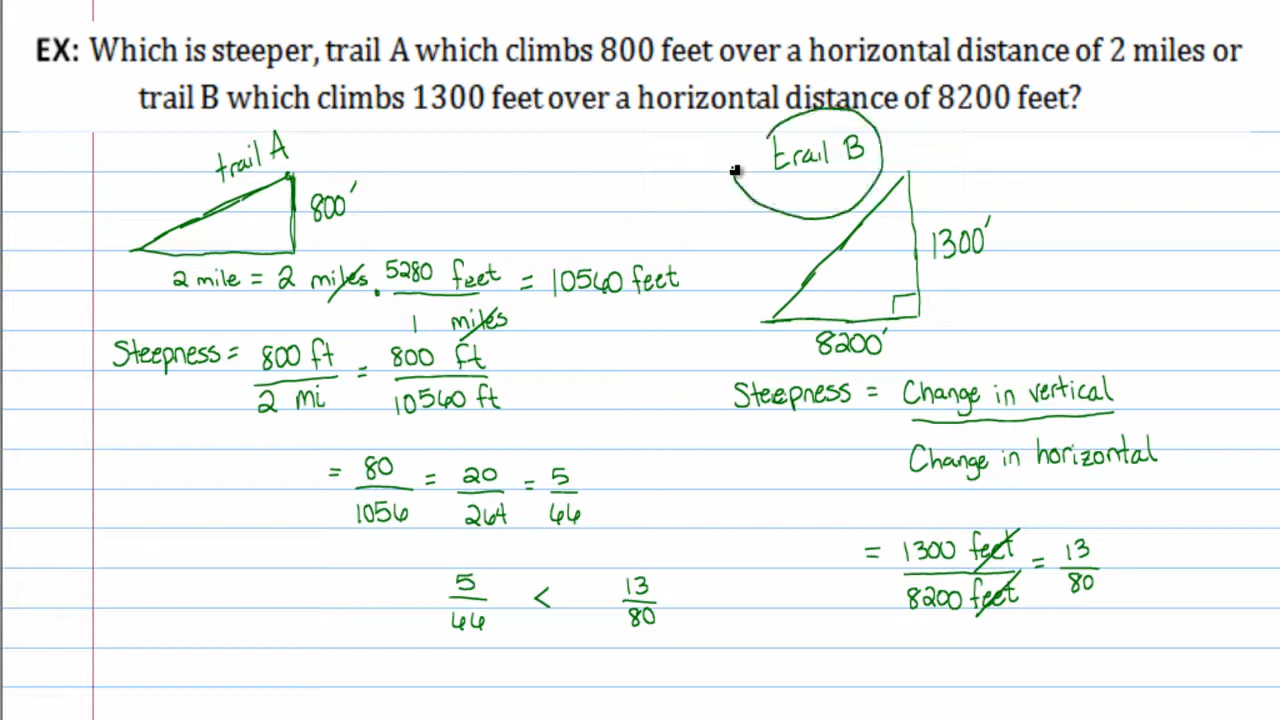 EX: Which is steeper, trail A which climbs 800 feet over a horizontal distance of 2 miles or
trail B which climbs 1300 feet over a horizontal distance of 8200 feet?
trail A
800'
2 mile = 2 miles · 5280 feet / 1 miles = 10560 feet
Steepness = 800 ft / 2 mi = 800 ft / 10560 ft
= 80 / 1056 = 20 / 264 = 5 / 66
trail B
1300'
8200'
Steepness = Change in vertical / Change in horizontal
= 1300 feet / 8200 feet = 13 / 80
5 / 66 < 13 / 80